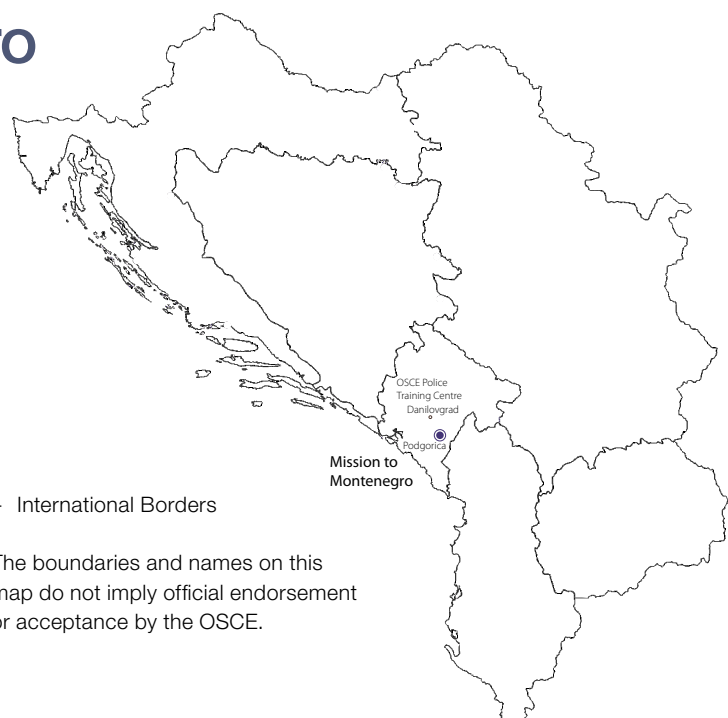 TO
OSCE Police
Training Centre
Danilovgrad
Podgorica
Mission to
Montenegro
International Borders
The boundaries and names on this
map do not imply official endorsement
or acceptance by the OSCE.